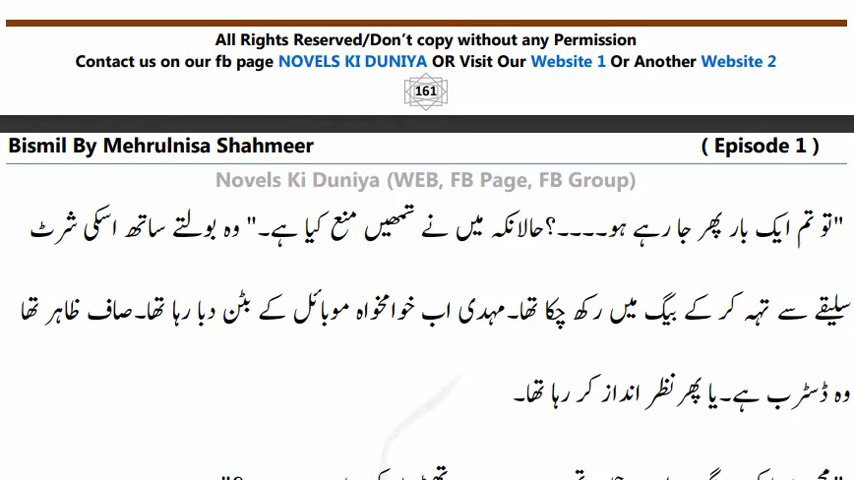 All Rights Reserved/Don't copy without any Permission
Contact us on our fb page NOVELS KI DUNIYA OR Visit Our Website 1 Or Another Website 2
161
Bismil By Mehrulnisa Shahmeer ( Episode 1 )
Novels Ki Duniya (WEB, FB Page, FB Group)
"تو تم ایک بار پھر جا رہے ہو۔۔۔۔؟حالانکہ میں نے تمھیں منع کیا ہے۔" وہ بولتے ساتھ اسکی شرٹ
سلیقے سے تہہ کر کے بیگ میں رکھ چکا تھا۔مہدی اب خوامخواہ موبائل کے بٹن دبا رہا تھا۔صاف ظاہر تھا
وہ ڈسٹرب ہے۔یا پھر نظر انداز کر رہا تھا۔